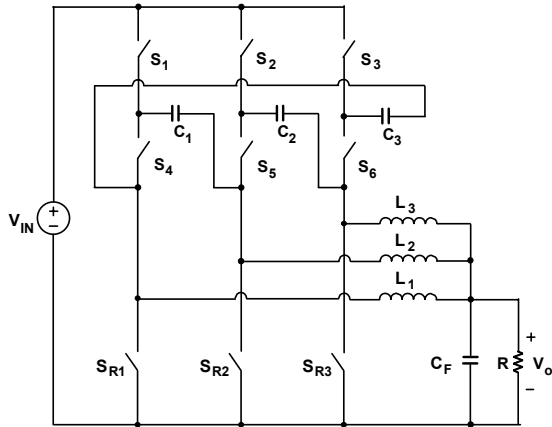 S1
S2
S3
C1
C2
C3
S4
S5
S6
VIN
+
−
L3
L2
L1
SR1
SR2
SR3
CF
R
+
Vo
−